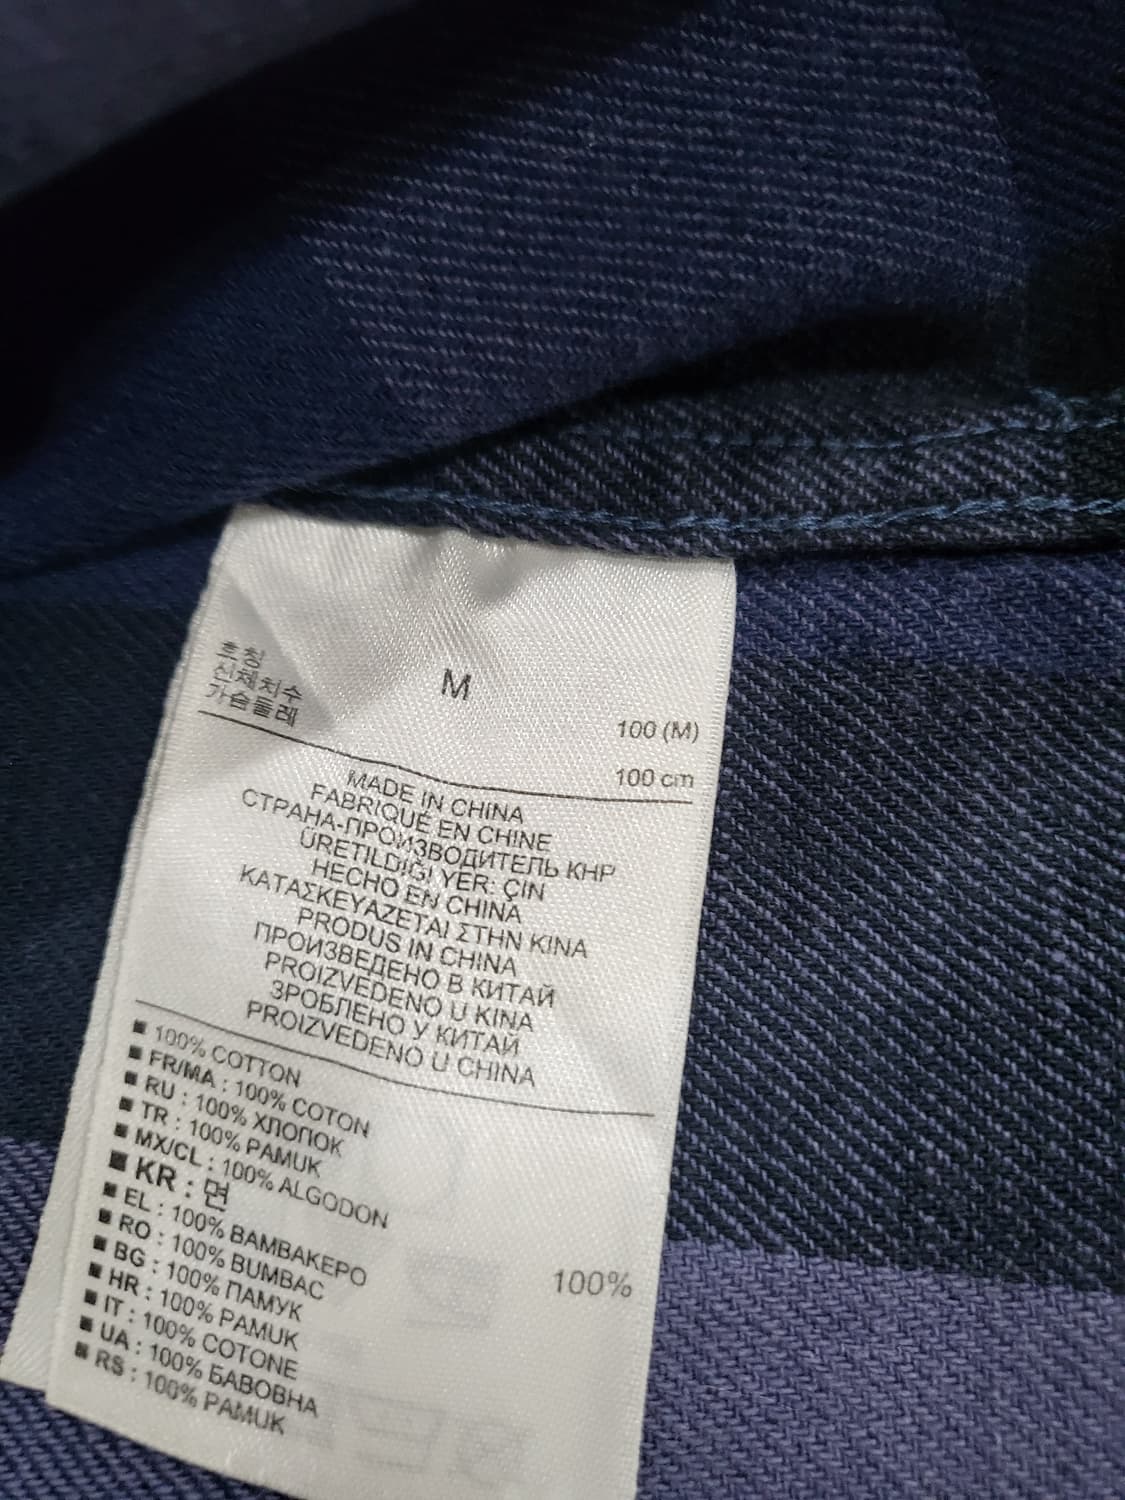 호칭 M
신체치수 100 (M)
가슴둘레 100 cm
MADE IN CHINA
FABRIQUÉ EN CHINE
СТРАНА-ПРОИЗВОДИТЕЛЬ КНР
ÜRETILDIĞI YER: ÇIN
HECHO EN CHINA
ΚΑΤΑΣΚΕΥΑΖΕΤΑΙ ΣΤΗΝ ΚΙΝΑ
PRODUS IN CHINA
ПРОИЗВЕДЕНО В КИТАЙ
PROIZVEDENO U KINA
ЗРОБЛЕНО У КИТАЙ
PROIZVEDENO U CHINA
■ 100% COTTON
■ FR/MA : 100% COTON
■ RU : 100% ХЛОПОК
■ TR : 100% PAMUK
■ MX/CL : 100% ALGODON
■ KR : 면 100%
■ EL : 100% ΒΑΜΒΑΚΕΡΟ
■ RO : 100% BUMBAC
■ BG : 100% ПАМУК
■ HR : 100% PAMUK
■ IT : 100% COTONE
■ UA : 100% БАВОВНА
■ RS : 100% PAMUK